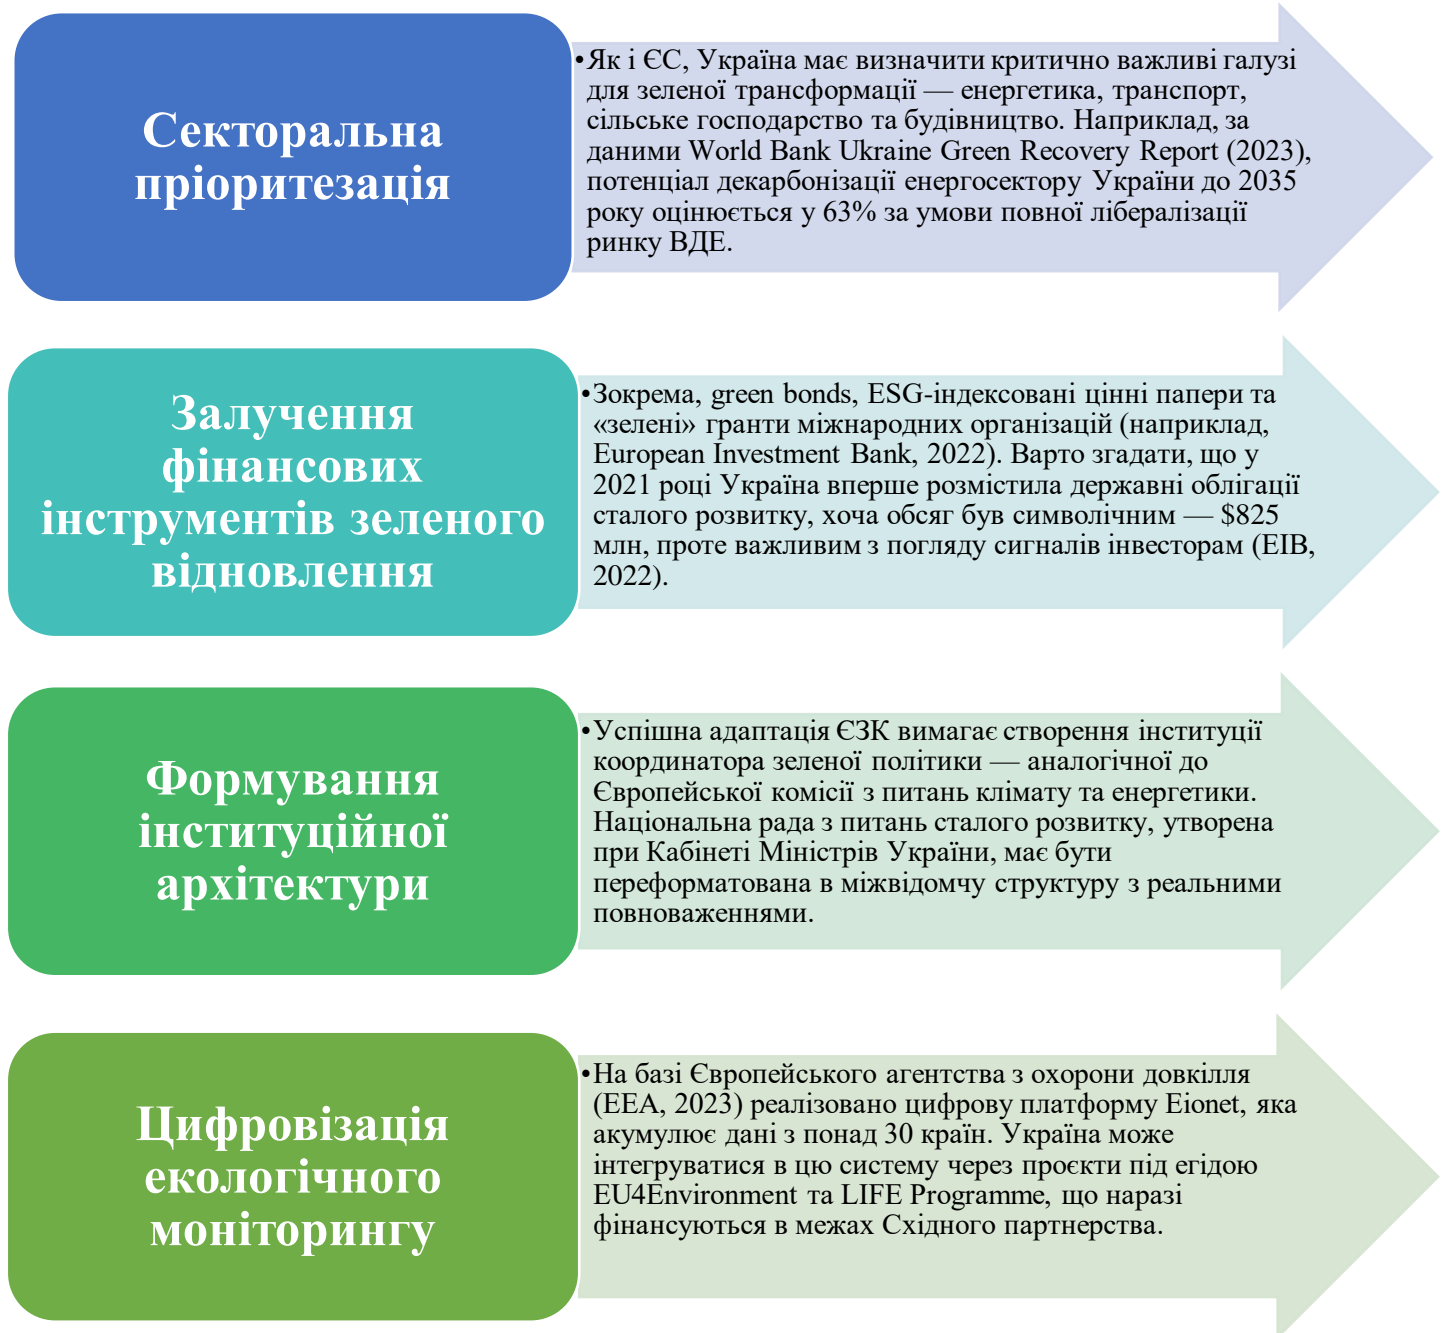 Секторальна
пріоритезація
•Як і ЄС, Україна має визначити критично важливі галузі
для зеленої трансформації — енергетика, транспорт,
сільське господарство та будівництво. Наприклад, за
даними World Bank Ukraine Green Recovery Report (2023),
потенціал декарбонізації енергосектору України до 2035
року оцінюється у 63% за умови повної лібералізації
ринку ВДЕ.
Залучення
фінансових
інструментів зеленого
відновлення
•Зокрема, green bonds, ESG-індексовані цінні папери та
«зелені» гранти міжнародних організацій (наприклад,
European Investment Bank, 2022). Варто згадати, що у
2021 році Україна вперше розмістила державні облігації
сталого розвитку, хоча обсяг був символічним — $825
млн, проте важливим з погляду сигналів інвесторам (EIB,
2022).
Формування
інституційної
архітектури
•Успішна адаптація ЄЗК вимагає створення інституції
координатора зеленої політики — аналогічної до
Європейської комісії з питань клімату та енергетики.
Національна рада з питань сталого розвитку, утворена
при Кабінеті Міністрів України, має бути
переформатована в міжвідомчу структуру з реальними
повноваженнями.
Цифровізація
екологічного
моніторингу
•На базі Європейського агентства з охорони довкілля
(EEA, 2023) реалізовано цифрову платформу Eionet, яка
акумулює дані з понад 30 країн. Україна може
інтегруватися в цю систему через проєкти під егідою
EU4Environment та LIFE Programme, що наразі
фінансуються в межах Східного партнерства.